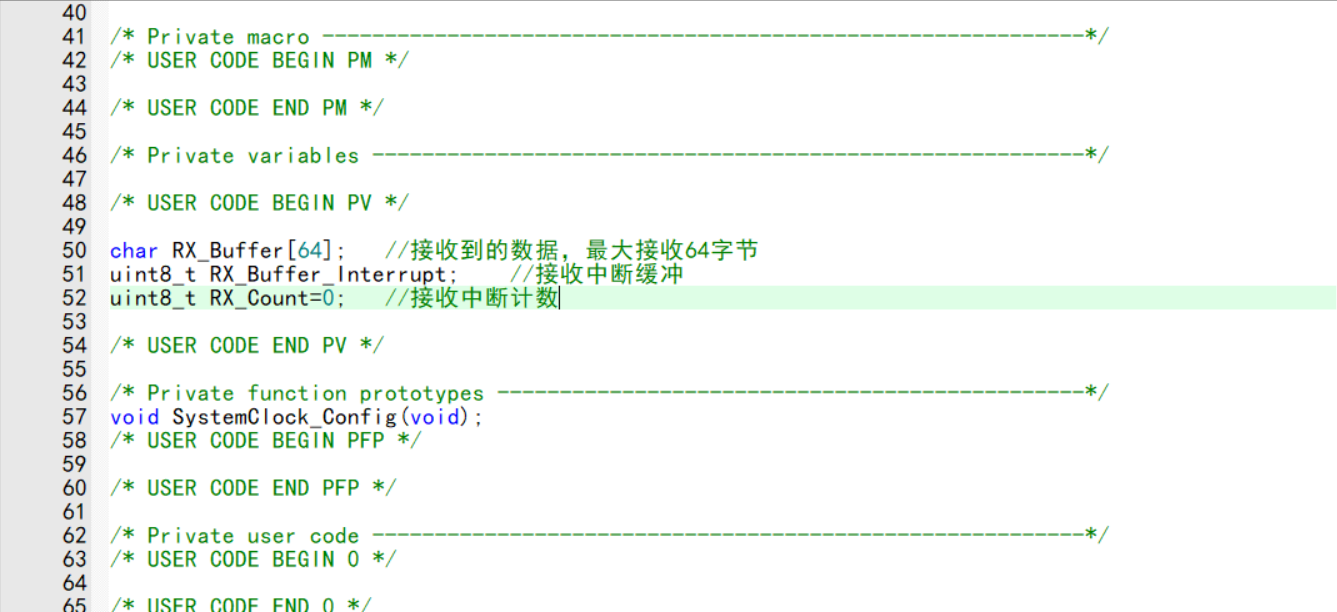 40
41 /* Private macro -------------------------------------------------------------*/
42 /* USER CODE BEGIN PM */
43
44 /* USER CODE END PM */
45
46 /* Private variables ---------------------------------------------------------*/
47
48 /* USER CODE BEGIN PV */
49
50 char RX_Buffer[64];   //接收到的数据，最大接收64字节
51 uint8_t RX_Buffer_Interrupt;    //接收中断缓冲
52 uint8_t RX_Count=0;   //接收中断计数
53
54 /* USER CODE END PV */
55
56 /* Private function prototypes -----------------------------------------------*/
57 void SystemClock_Config(void);
58 /* USER CODE BEGIN PFP */
59
60 /* USER CODE END PFP */
61
62 /* Private user code ---------------------------------------------------------*/
63 /* USER CODE BEGIN 0 */
64
65 /* USER CODE END 0 */